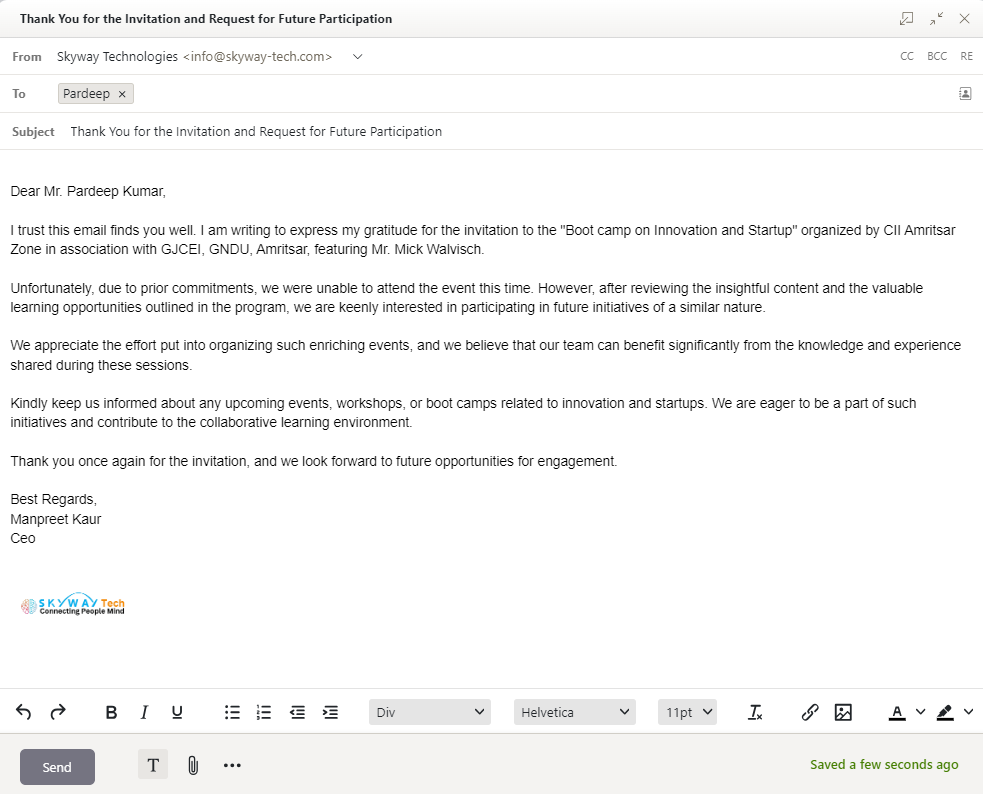 Thank You for the Invitation and Request for Future Participation
From Skyway Technologies <info@skyway-tech.com> CC BCC RE
To Pardeep ×
Subject Thank You for the Invitation and Request for Future Participation
Dear Mr. Pardeep Kumar,
I trust this email finds you well. I am writing to express my gratitude for the invitation to the "Boot camp on Innovation and Startup" organized by CII Amritsar
Zone in association with GJCEI, GNDU, Amritsar, featuring Mr. Mick Walvisch.
Unfortunately, due to prior commitments, we were unable to attend the event this time. However, after reviewing the insightful content and the valuable
learning opportunities outlined in the program, we are keenly interested in participating in future initiatives of a similar nature.
We appreciate the effort put into organizing such enriching events, and we believe that our team can benefit significantly from the knowledge and experience
shared during these sessions.
Kindly keep us informed about any upcoming events, workshops, or boot camps related to innovation and startups. We are eager to be a part of such
initiatives and contribute to the collaborative learning environment.
Thank you once again for the invitation, and we look forward to future opportunities for engagement.
Best Regards,
Manpreet Kaur
Ceo
SKYWAY Tech
Connecting People Mind
B I U Div Helvetica 11pt A
Send T Saved a few seconds ago